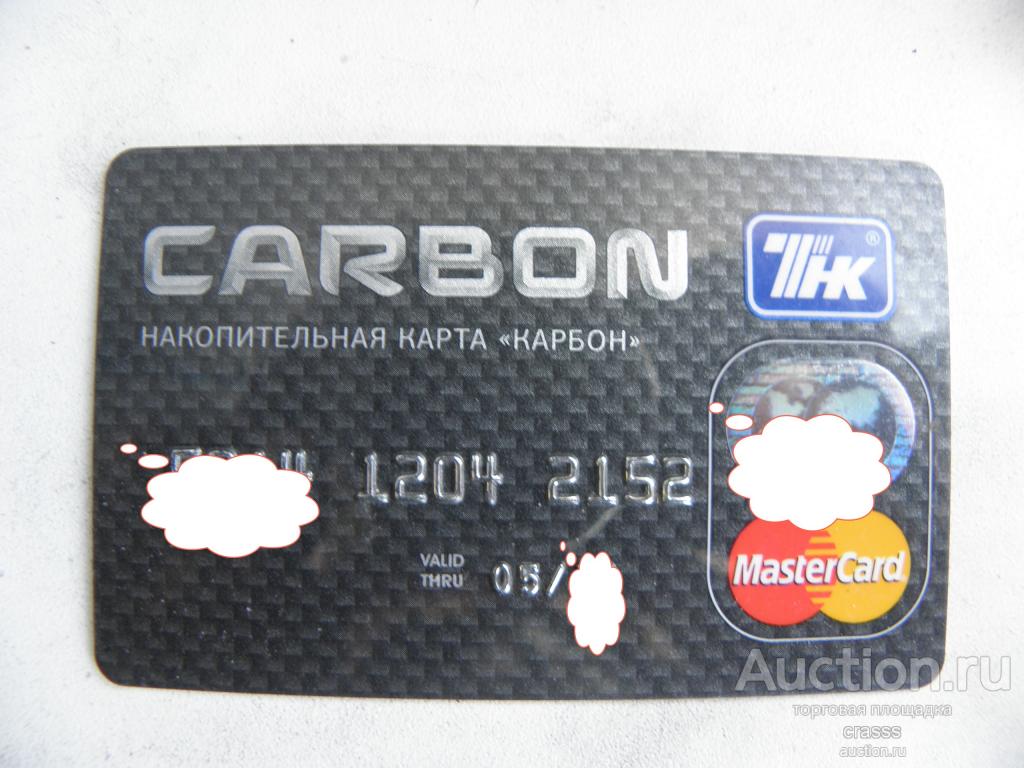 CARBON
ТНК®
НАКОПИТЕЛЬНАЯ КАРТА «КАРБОН»
1204 2152
VALID
THRU
05/
MasterCard
Auction.ru
торговая площадка
crasss
auction.ru